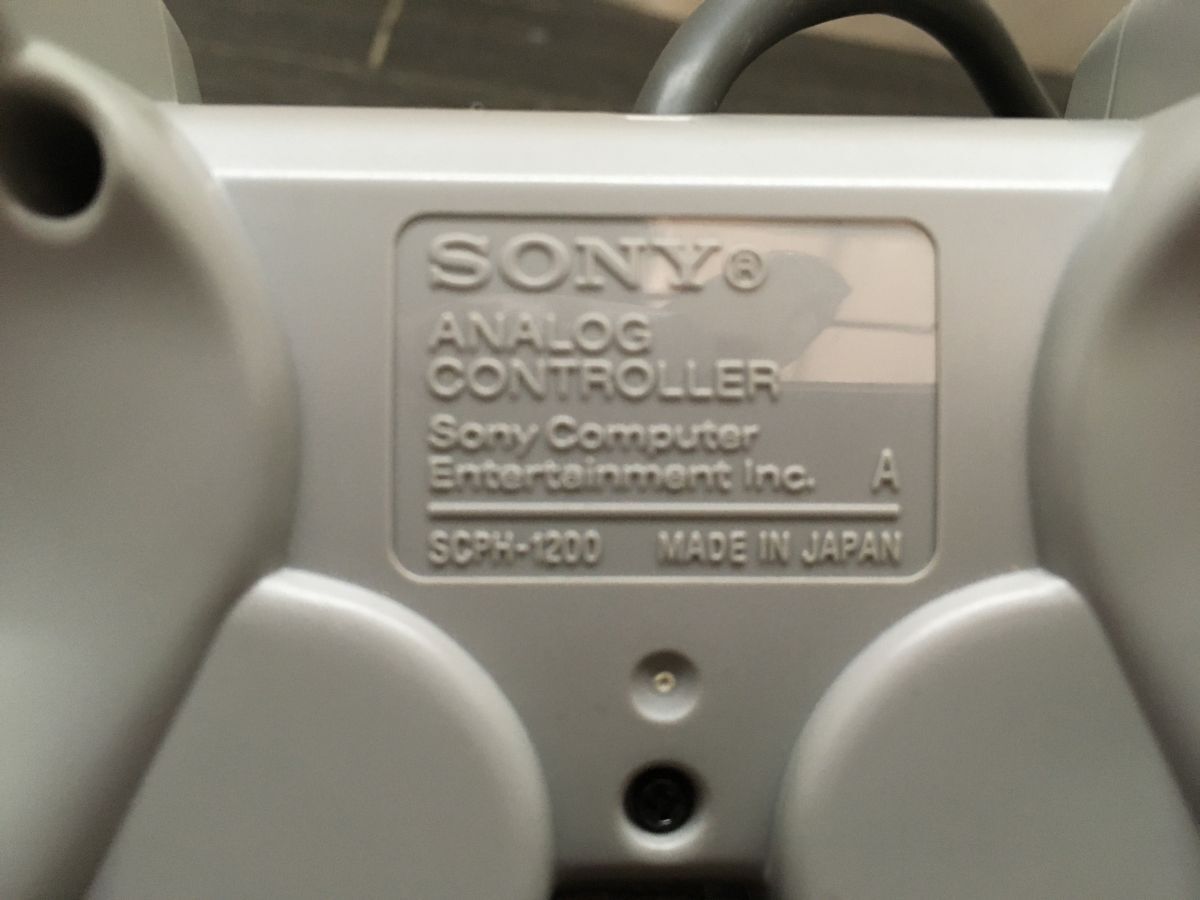 SONY®
ANALOG
CONTROLLER
Sony Computer
Entertainment Inc. A
SCPH-1200 MADE IN JAPAN